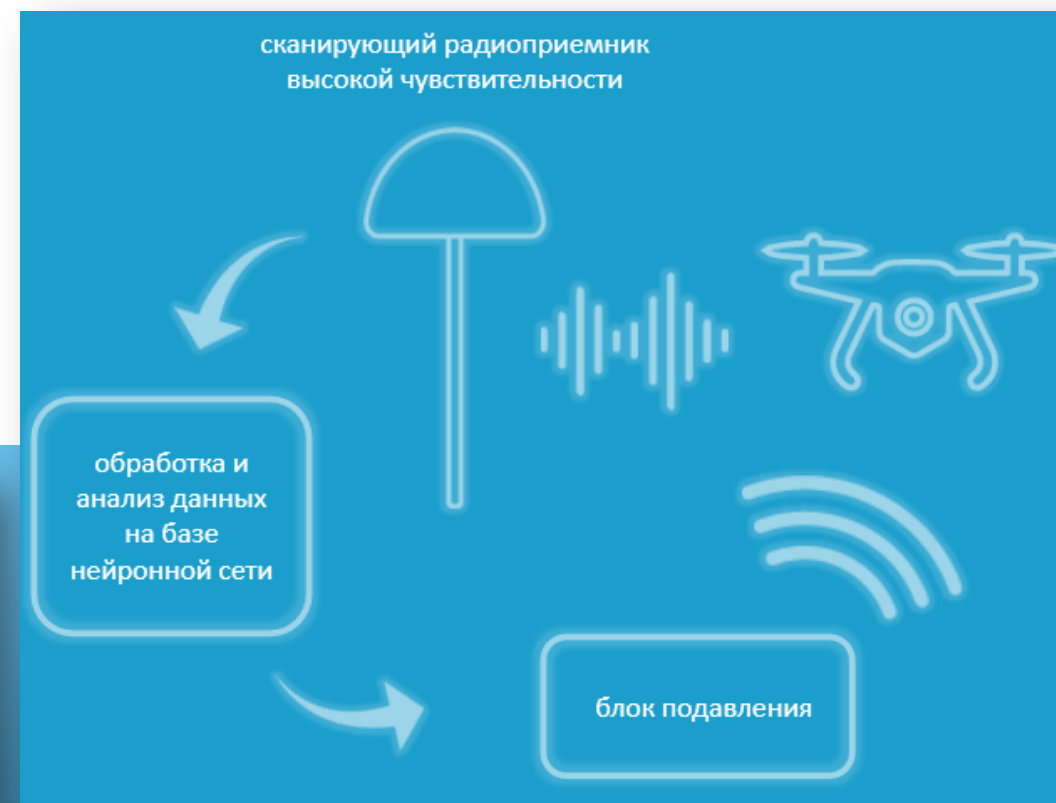 сканирующий радиоприемник
высокой чувствительности
обработка и
анализ данных
на базе
нейронной сети
блок подавления